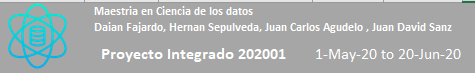 Maestria en Ciencia de los datos
Daian Fajardo, Hernan Sepulveda, Juan Carlos Agudelo , Juan David Sanz
Proyecto Integrado 202001 1-May-20 to 20-Jun-20